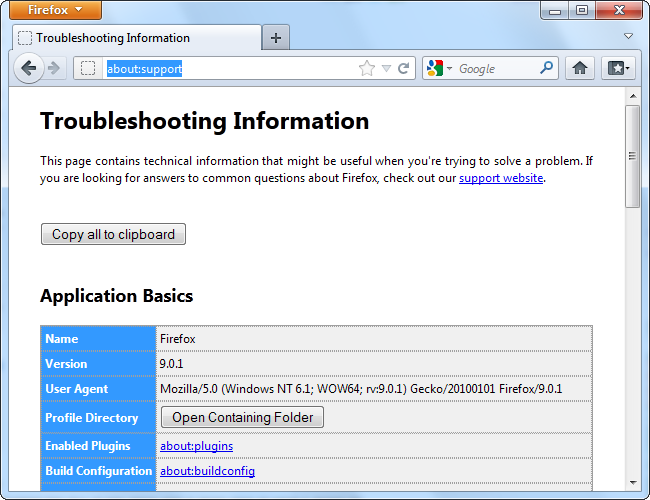 Firefox
Troubleshooting Information
about:support
Google
Troubleshooting Information
This page contains technical information that might be useful when you're trying to solve a problem. If
you are looking for answers to common questions about Firefox, check out our support website.
Copy all to clipboard
Application Basics
Name Firefox
Version 9.0.1
User Agent Mozilla/5.0 (Windows NT 6.1; WOW64; rv:9.0.1) Gecko/20100101 Firefox/9.0.1
Profile Directory Open Containing Folder
Enabled Plugins about:plugins
Build Configuration about:buildconfig